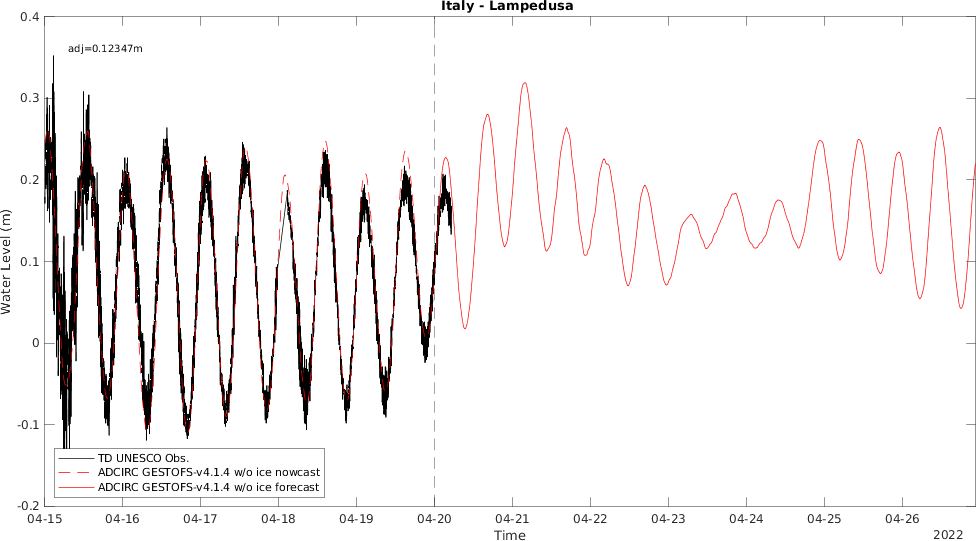 Italy - Lampedusa
adj=0.12347m
0.4
0.3
0.2
0.1
0
-0.1
-0.2
Water Level (m)
TD UNESCO Obs.
ADCIRC GESTOFS-v4.1.4 w/o ice nowcast
ADCIRC GESTOFS-v4.1.4 w/o ice forecast
04-15 04-16 04-17 04-18 04-19 04-20 04-21 04-22 04-23 04-24 04-25 04-26
Time
2022